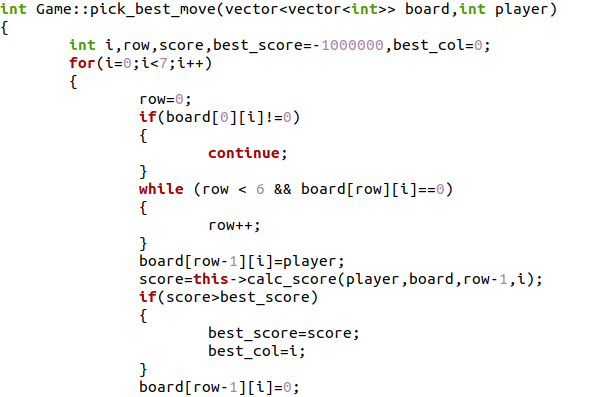 int Game::pick_best_move(vector<vector<int>> board,int player)
{
int i,row,score,best_score=-1000000,best_col=0;
for(i=0;i<7;i++)
{
row=0;
if(board[0][i]!=0)
{
continue;
}
while (row < 6 && board[row][i]==0)
{
row++;
}
board[row-1][i]=player;
score=this->calc_score(player,board,row-1,i);
if(score>best_score)
{
best_score=score;
best_col=i;
}
board[row-1][i]=0;